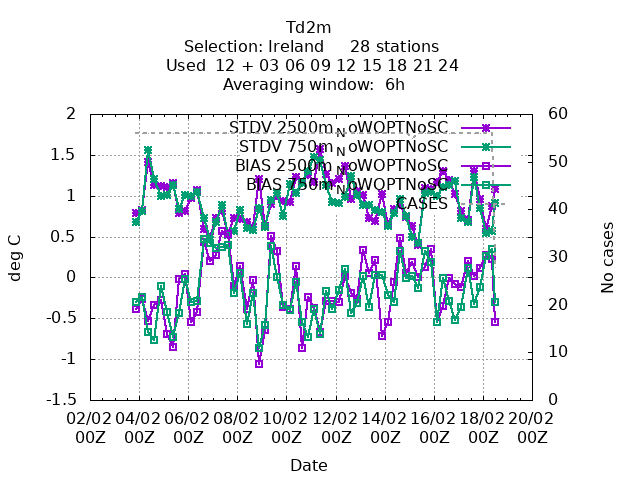 Td2m
Selection: Ireland 28 stations
Used 12 + 03 06 09 12 15 18 21 24
Averaging window: 6h
STDV 2500mNoWOPTNoSC
STDV 750mNoWOPTNoSC
BIAS 2500mNoWOPTNoSC
BIAS 750mNoWOPTNoSC
CASES
2
1.5
1
0.5
0
-0.5
-1
-1.5
deg C
60
50
40
30
20
10
0
No cases
02/02 04/02 06/02 08/02 10/02 12/02 14/02 16/02 18/02 20/02
00Z 00Z 00Z 00Z 00Z 00Z 00Z 00Z 00Z 00Z
Date